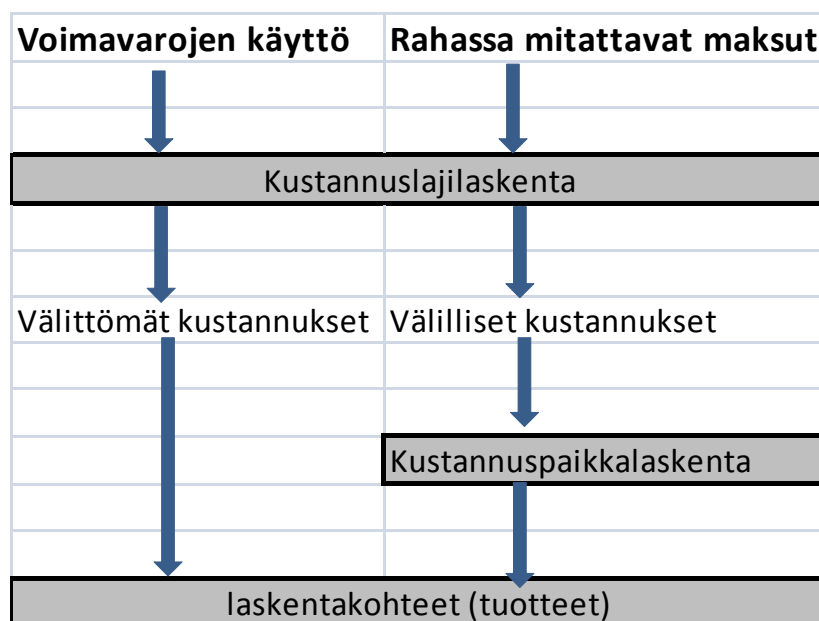 Voimavarojen käyttö Rahassa mitattavat maksut
Kustannuslajilaskenta
Välittömät kustannukset Välilliset kustannukset
Kustannuspaikkalaskenta
laskentakohteet (tuotteet)